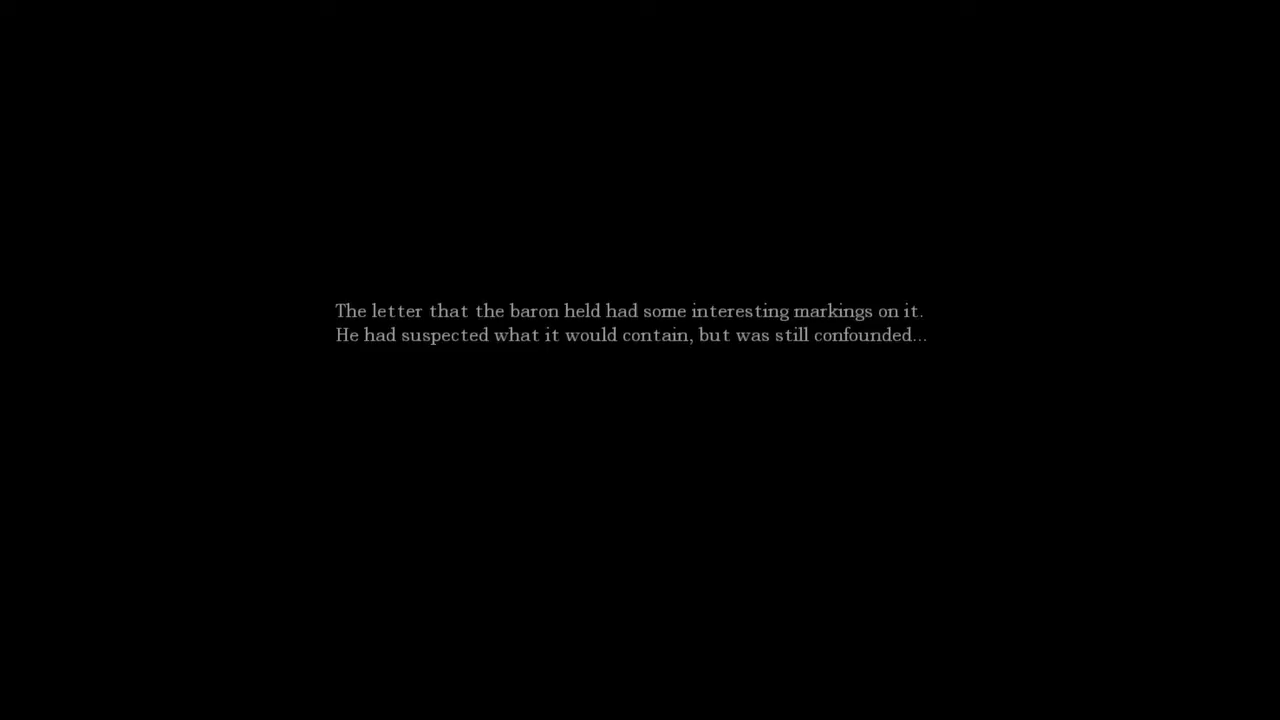 The letter that the baron held had some interesting markings on it.
He had suspected what it would contain, but was still confounded...